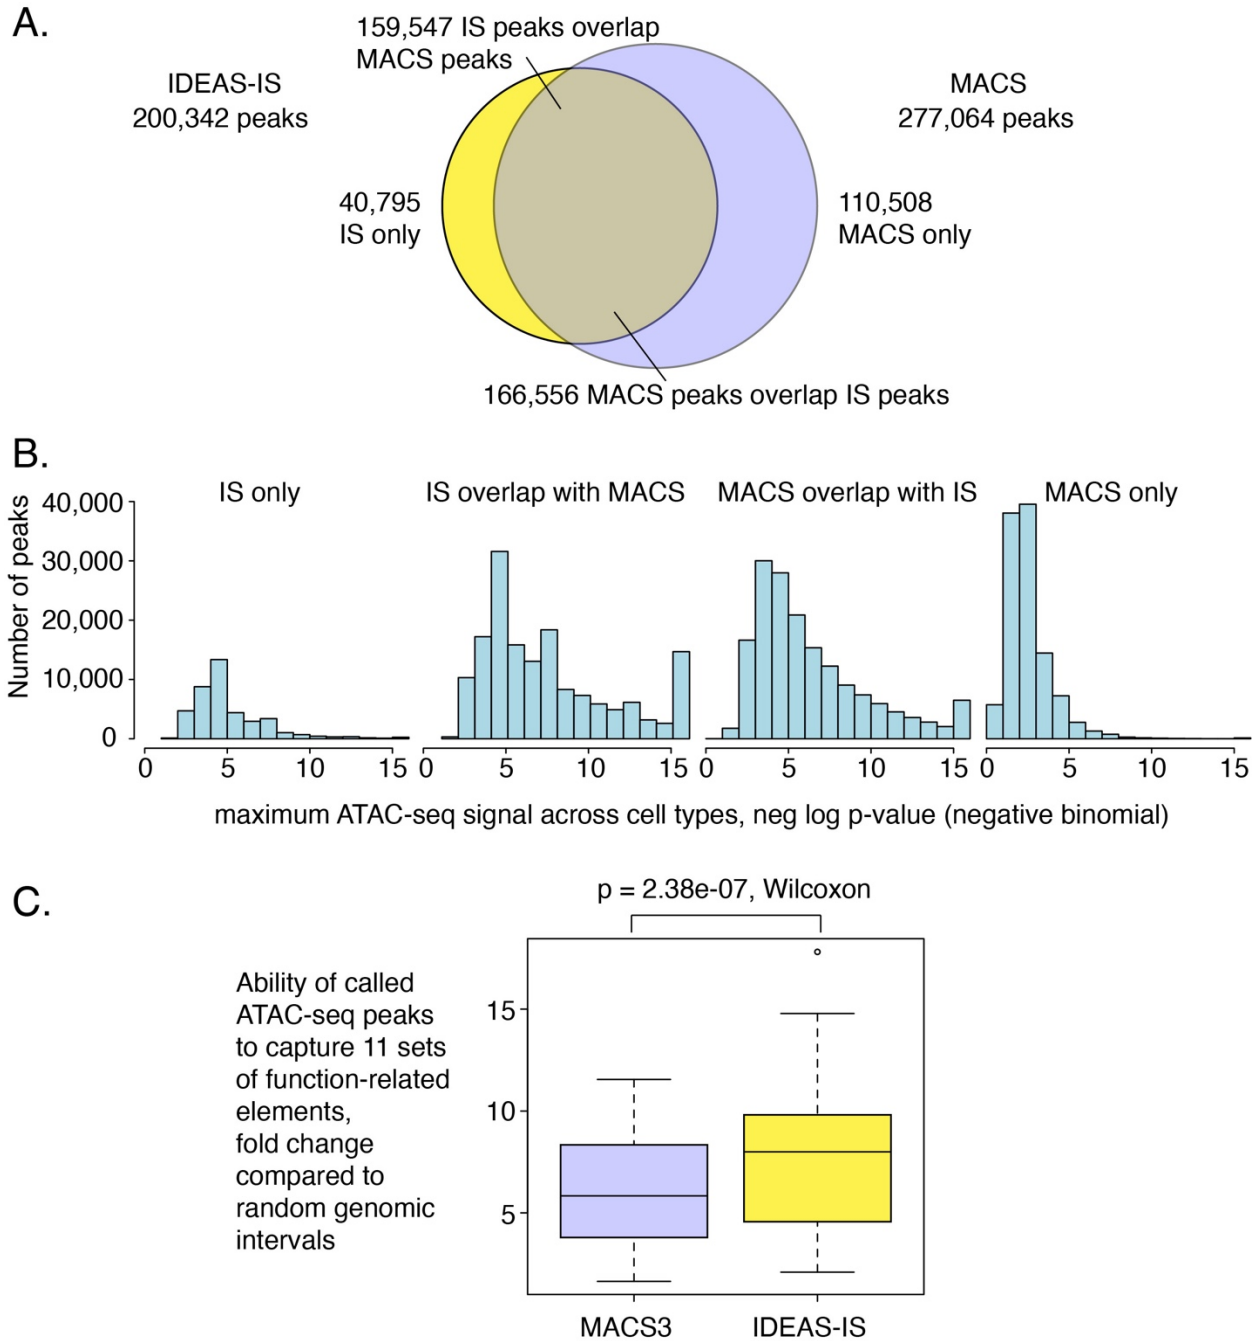 A.
159,547 IS peaks overlap
MACS peaks
IDEAS-IS
200,342 peaks
MACS
277,064 peaks
40,795
IS only
110,508
MACS only
166,556 MACS peaks overlap IS peaks
B.
IS only
IS overlap with MACS
MACS overlap with IS
MACS only
Number of peaks
40,000
30,000
20,000
10,000
0
0 5 10 15
0 5 10 15
0 5 10 15
0 5 10 15
maximum ATAC-seq signal across cell types, neg log p-value (negative binomial)
C.
p = 2.38e-07, Wilcoxon
Ability of called
ATAC-seq peaks
to capture 11 sets
of function-related
elements,
fold change
compared to
random genomic
intervals
15
10
5
MACS3
IDEAS-IS